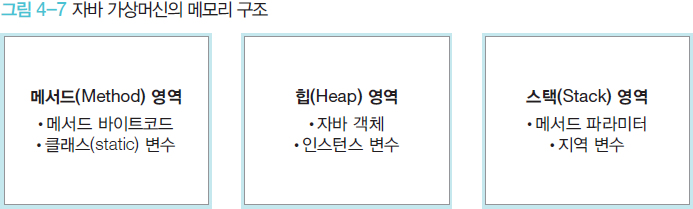 그림 4-7 자바 가상머신의 메모리 구조
메서드(Method) 영역
• 메서드 바이트코드
• 클래스(static) 변수
힙(Heap) 영역
• 자바 객체
• 인스턴스 변수
스택(Stack) 영역
• 메서드 파라미터
• 지역 변수